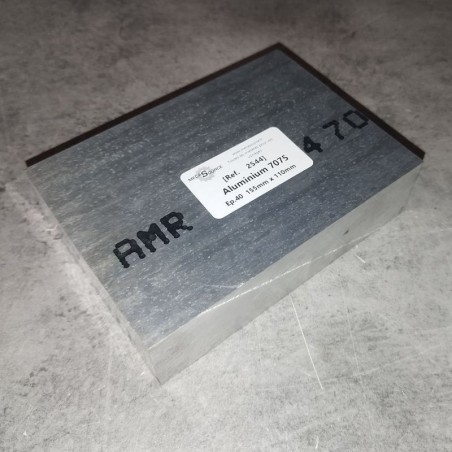 [Ref. 2544]
Aluminium 7075
Ep.40 155mm x 110mm
AMR
470